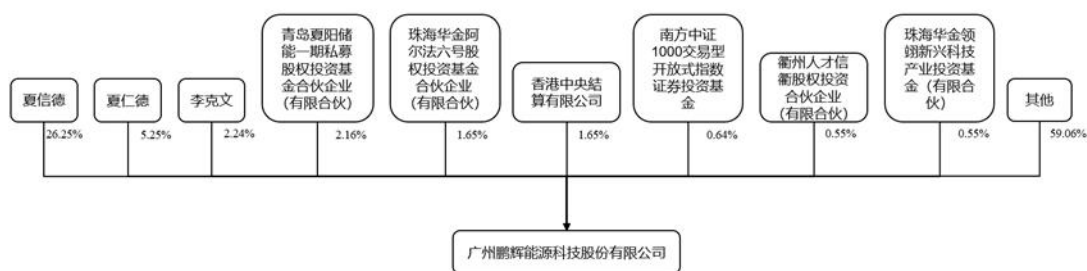 夏信德
26.25%
夏仁德
5.25%
李克文
2.24%
青岛夏阳储
能一期私募
股权投资基
金合伙企业
（有限合伙）
2.16%
珠海华金阿
尔法六号股
权投资基金
合伙企业
（有限合伙）
1.65%
香港中央結
算有限公司
1.65%
南方中证
1000交易型
开放式指数
证券投资基
金
0.64%
衢州人才信
衢股权投资
合伙企业
（有限合伙）
0.55%
珠海华金领
翊新兴科技
产业投资基
金（有限合
伙）
0.55%
其他
59.06%
广州鹏辉能源科技股份有限公司